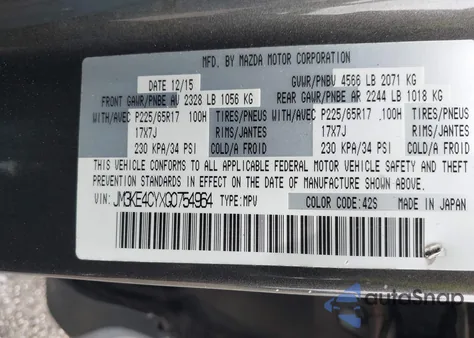 MFD. BY MAZDA MOTOR CORPORATION
DATE 12/15 GVWR/PNBV 4566 LB 2071 KG
FRONT GAWR/PNBE AV 2328 LB 1056 KG REAR GAWR/PNBE AR 2244 LB 1018 KG
WITH/AVEC P225/65R17 100H TIRES/PNEUS WITH/AVEC P225/65R17 100H TIRES/PNEUS
17X7J RIMS/JANTES 17X7J RIMS/JANTES
230 KPA/34 PSI COLD/A FROID 230 KPA/34 PSI COLD/A FROID
THIS VEHICLE CONFORMS TO ALL APPLICABLE FEDERAL MOTOR VEHICLE SAFETY AND THEFT
PREVENTION STANDARDS IN EFFECT ON THE DATE OF MANUFACTURE SHOWN ABOVE.
VIN: JM3KE4CYXG0754964 TYPE: MPV COLOR CODE: 42S MADE IN JAPAN
autoSnap